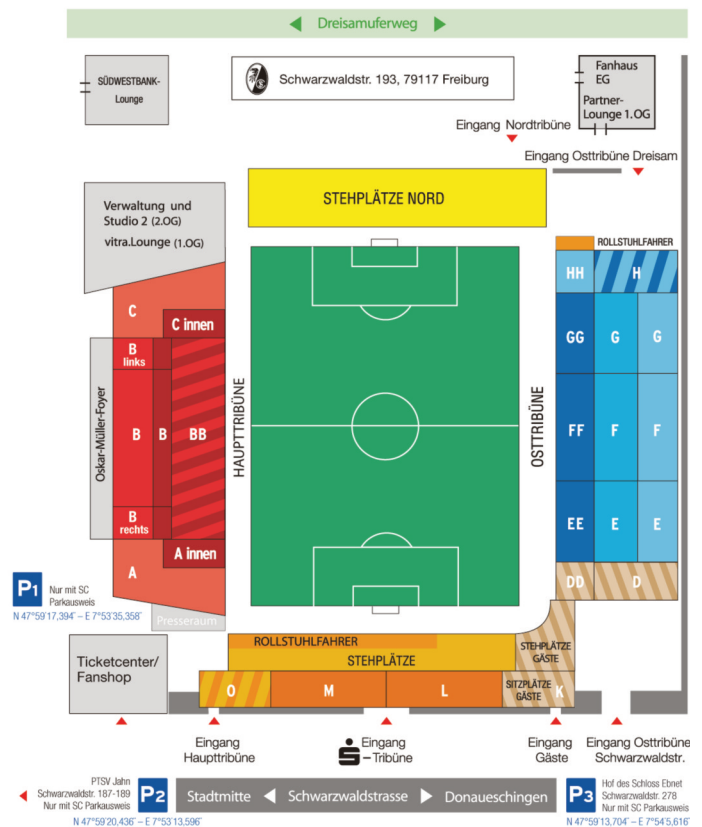 Dreisamuferweg
SÜDWESTBANK-
Lounge
Schwarzwaldstr. 193, 79117 Freiburg
Fanhaus
EG
Partner-
Lounge 1.OG
Eingang Nordtribüne
Eingang Osttribüne Dreisam
Verwaltung und
Studio 2 (2.OG)
vitra.Lounge (1.OG)
STEHPLÄTZE NORD
ROLLSTUHLFAHRER
HH
H
C
C innen
B
links
GG
G
G
Oskar-Müller-Foyer
B
B
BB
HAUPTTRIBÜNE
OSTTRIBÜNE
FF
F
F
B
rechts
EE
E
E
A innen
A
DD
D
P1
Nur mit SC
Parkausweis
N 47°59'17,394" – E 7°53'35,358"
Presseraum
Ticketcenter/
Fanshop
ROLLSTUHLFAHRER
STEHPLÄTZE
STEHPLÄTZE
GÄSTE
O
M
L
SITZPLÄTZE
GÄSTE
K
Eingang
Haupttribüne
Eingang
–Tribüne
Eingang
Gäste
Eingang Osttribüne
Schwarzwaldstr.
PTSV Jahn
Schwarzwaldstr. 187-189
Nur mit SC Parkausweis
P2
N 47°59'20,436" – E 7°53'13,596"
Stadtmitte
Schwarzwaldstrasse
Donaueschingen
P3
Hof des Schloss Ebnet
Schwarzwaldstr. 278
Nur mit SC Parkausweis
N 47°59'13,704" – E 7°54'5,616"